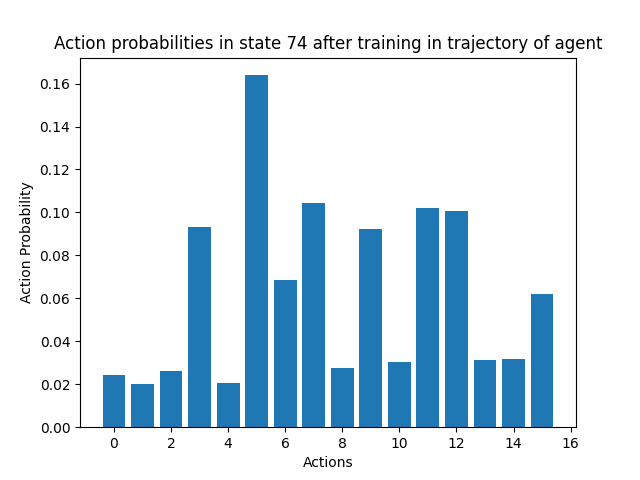 Action probabilities in state 74 after training in trajectory of agent
0.16
0.14
0.12
0.10
0.08
0.06
0.04
0.02
0.00
Action Probability
0 2 4 6 8 10 12 14 16
Actions